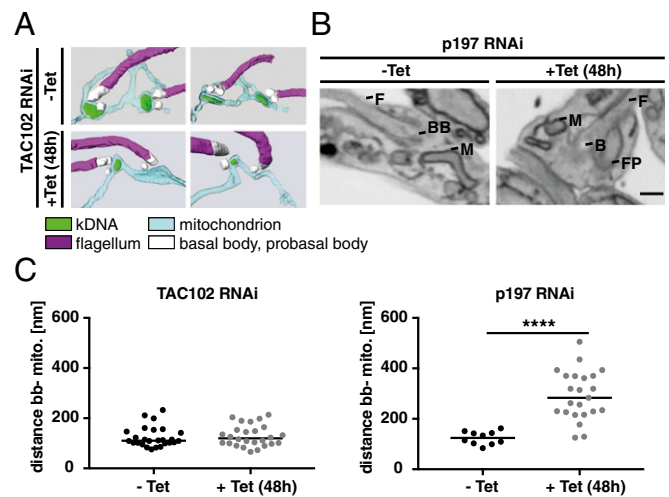 A
TAC102 RNAi
-Tet
+Tet (48h)
kDNA
mitochondrion
flagellum
basal body, probasal body
B
p197 RNAi
-Tet
+Tet (48h)
F
BB
M
F
M
B
FP
C
TAC102 RNAi
distance bb- mito. [nm]
600
400
200
0
- Tet
+ Tet (48h)
p197 RNAi
distance bb- mito. [nm]
600
400
200
0
****
- Tet
+ Tet (48h)